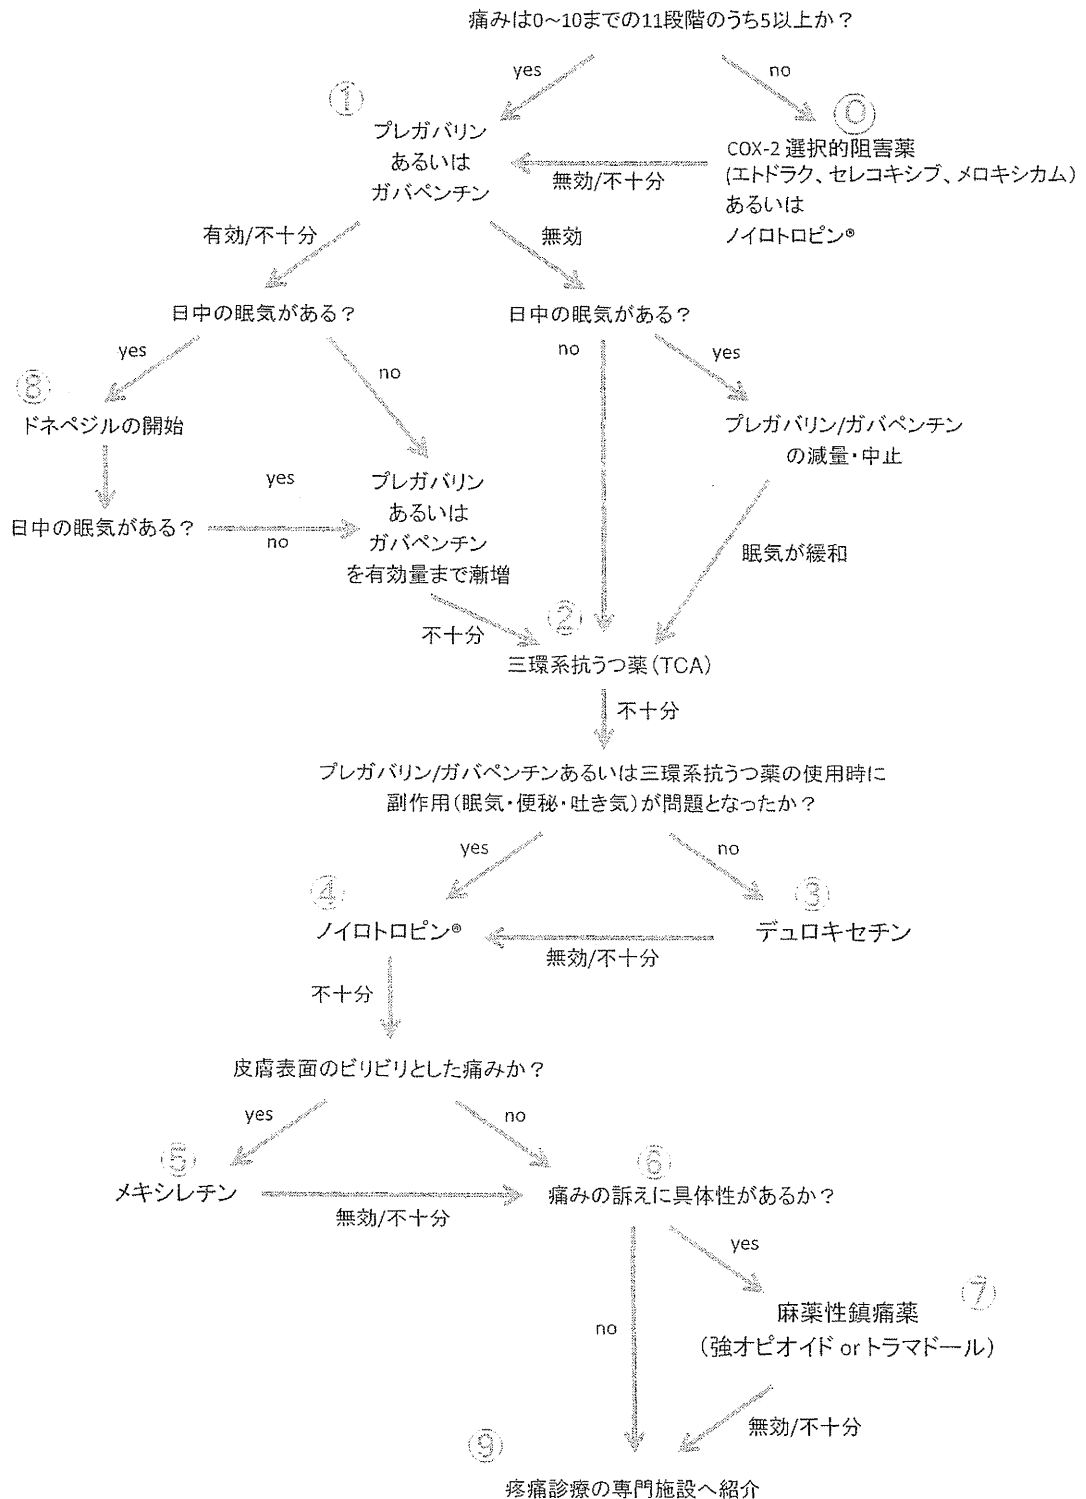 痛みは0~10までの11段階のうち5以上か？
yes
no
①
⓪
プレガバリン
あるいは
ガバペンチン
COX-2 選択的阻害薬
(エトドラク、セレコキシブ、メロキシカム)
あるいは
ノイロトロピン®
無効/不十分
有効/不十分
無効
日中の眠気がある？
日中の眠気がある？
yes
no
no
yes
⑧
ドネペジルの開始
プレガバリン/ガバペンチン
の減量・中止
日中の眠気がある？
yes
no
プレガバリン
あるいは
ガバペンチン
を有効量まで漸増
眠気が緩和
不十分
②
三環系抗うつ薬（TCA）
不十分
プレガバリン/ガバペンチンあるいは三環系抗うつ薬の使用時に
副作用（眠気・便秘・吐き気）が問題となったか？
yes
no
④
③
ノイロトロピン®
デュロキセチン
無効/不十分
不十分
皮膚表面のビリビリとした痛みか？
yes
no
⑤
⑥
メキシレチン
痛みの訴えに具体性があるか？
無効/不十分
yes
no
⑦
麻薬性鎮痛薬
（強オピオイド or トラマドール）
無効/不十分
⑨
疼痛診療の専門施設へ紹介